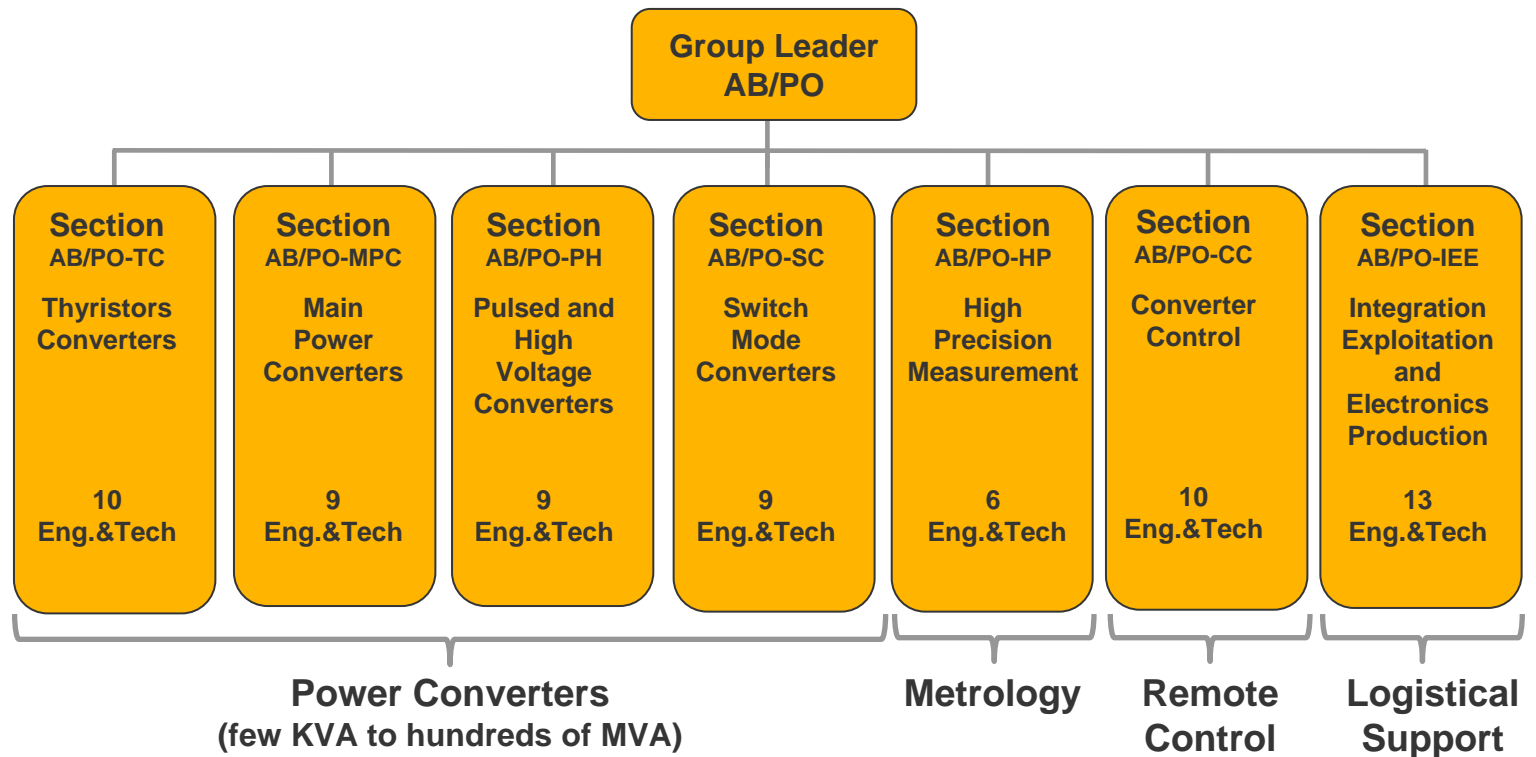 Group Leader
AB/PO
Section
AB/PO-TC
Thyristors
Converters
10
Eng.&Tech
Section
AB/PO-MPC
Main
Power
Converters
9
Eng.&Tech
Section
AB/PO-PH
Pulsed and
High
Voltage
Converters
9
Eng.&Tech
Section
AB/PO-SC
Switch
Mode
Converters
9
Eng.&Tech
Section
AB/PO-HP
High
Precision
Measurement
6
Eng.&Tech
Section
AB/PO-CC
Converter
Control
10
Eng.&Tech
Section
AB/PO-IEE
Integration
Exploitation
and
Electronics
Production
13
Eng.&Tech
Power Converters
(few KVA to hundreds of MVA)
Metrology
Remote
Control
Logistical
Support